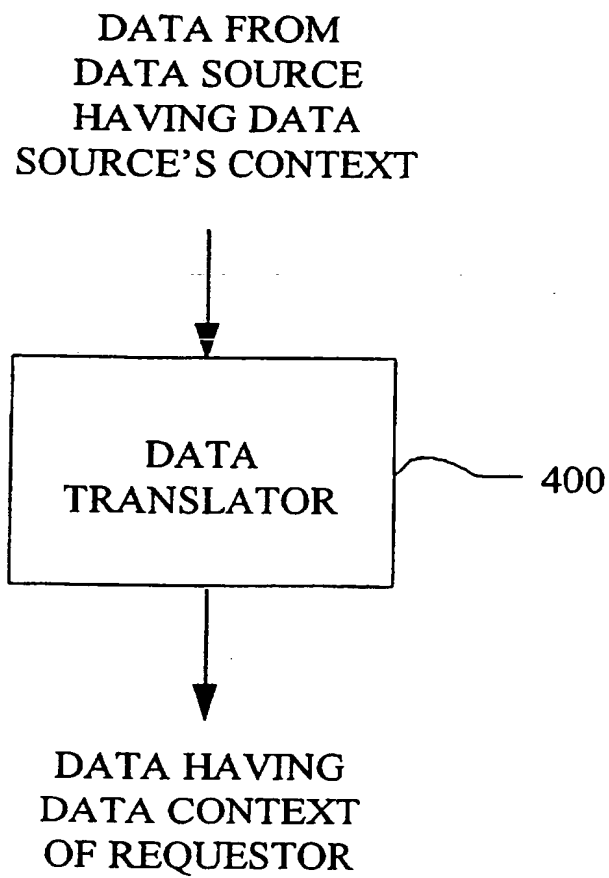 DATA FROM
DATA SOURCE
HAVING DATA
SOURCE'S CONTEXT
DATA
TRANSLATOR
400
DATA HAVING
DATA CONTEXT
OF REQUESTOR